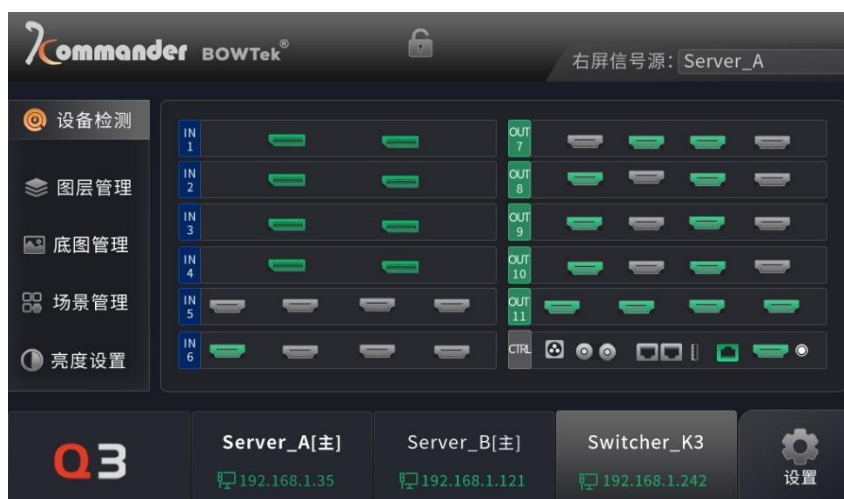 Kommander BOWTek®
右屏信号源: Server_A
设备检测
图层管理
底图管理
场景管理
亮度设置
IN
1
IN
2
IN
3
IN
4
IN
5
IN
6
OUT
7
OUT
8
OUT
9
OUT
10
OUT
11
CTRL
Q3
Server_A[主]
192.168.1.35
Server_B[主]
192.168.1.121
Switcher_K3
192.168.1.242
设置